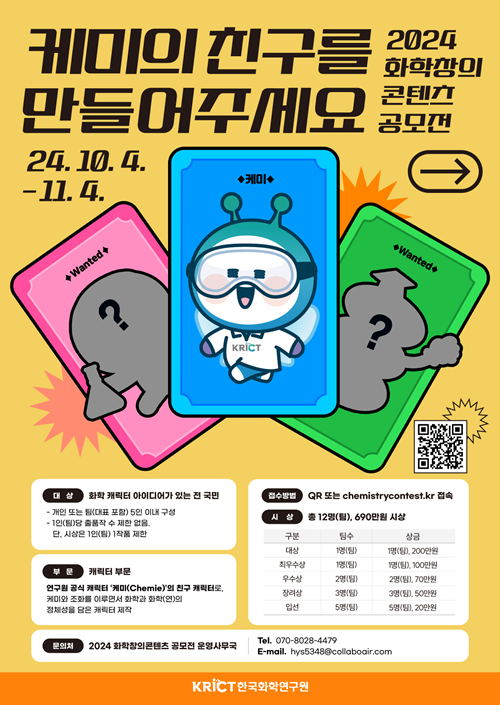 케미의 친구를
만들어주세요
2024
화학창의
콘텐츠
공모전
24. 10. 4.
- 11. 4.
◆케미◆
◆Wanted◆
?
◆Wanted◆
?
KRICT
대 상 화학 캐릭터 아이디어가 있는 전 국민
- 개인 또는 팀(대표 포함) 5인 이내 구성
- 1인(팀)당 출품작 수 제한 없음.
단, 시상은 1인(팀) 1작품 제한
부 문 캐릭터 부문
연구원 공식 캐릭터 '케미(Chemie)'의 친구 캐릭터로,
케미와 조화를 이루면서 화학과 화학(연)의
정체성을 담은 캐릭터 제작
접수방법 QR 또는 chemistrycontest.kr 접속
시 상 총 12명(팀), 690만원 시상
구분 팀수 상금
대상 1명(팀) 1명(팀), 200만원
최우수상 1명(팀) 1명(팀), 100만원
우수상 2명(팀) 2명(팀), 70만원
장려상 3명(팀) 3명(팀), 50만원
입선 5명(팀) 5명(팀), 20만원
문의처 2024 화학창의콘텐츠 공모전 운영사무국
Tel. 070-8028-4479
E-mail. hys5348@collaboair.com
KRICT 한국화학연구원